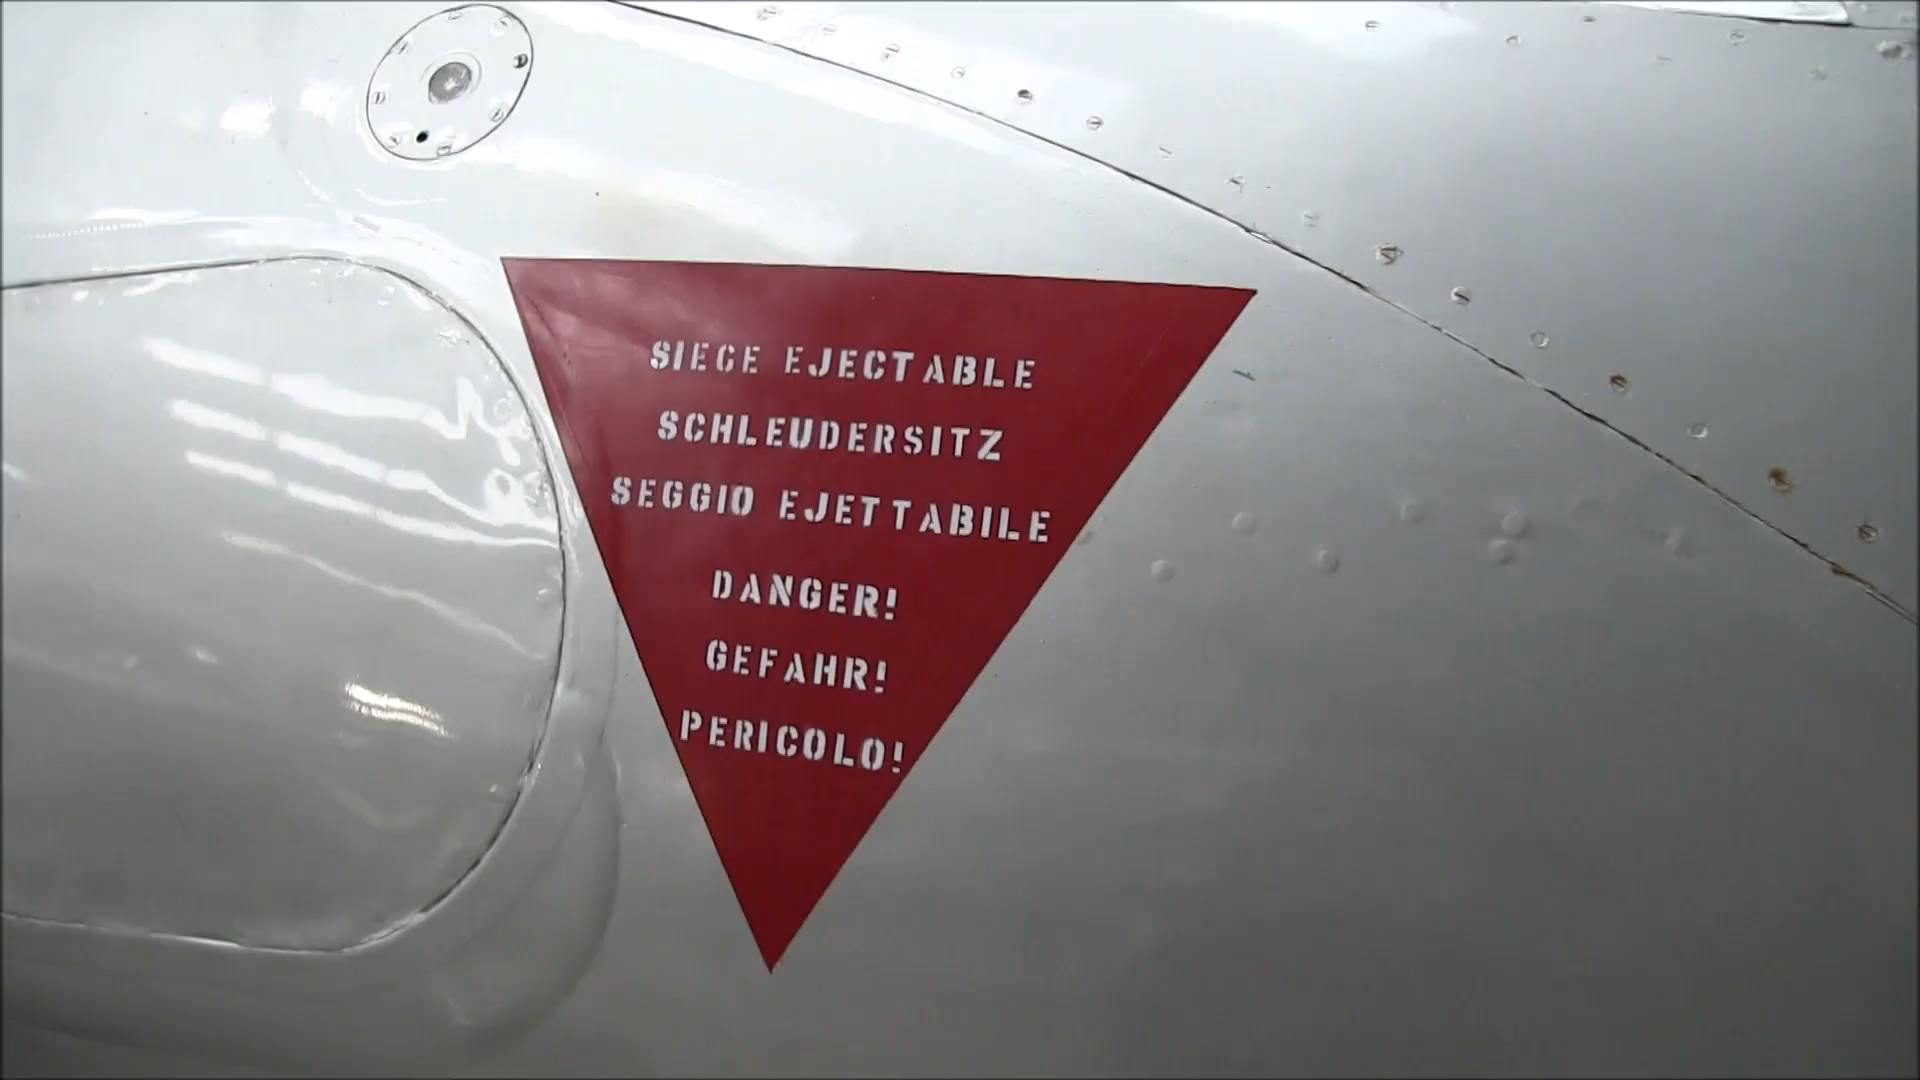 SIEGE EJECTABLE
SCHLEUDERSITZ
SEGGIO EJETTABILE
DANGER!
GEFAHR!
PERICOLO!